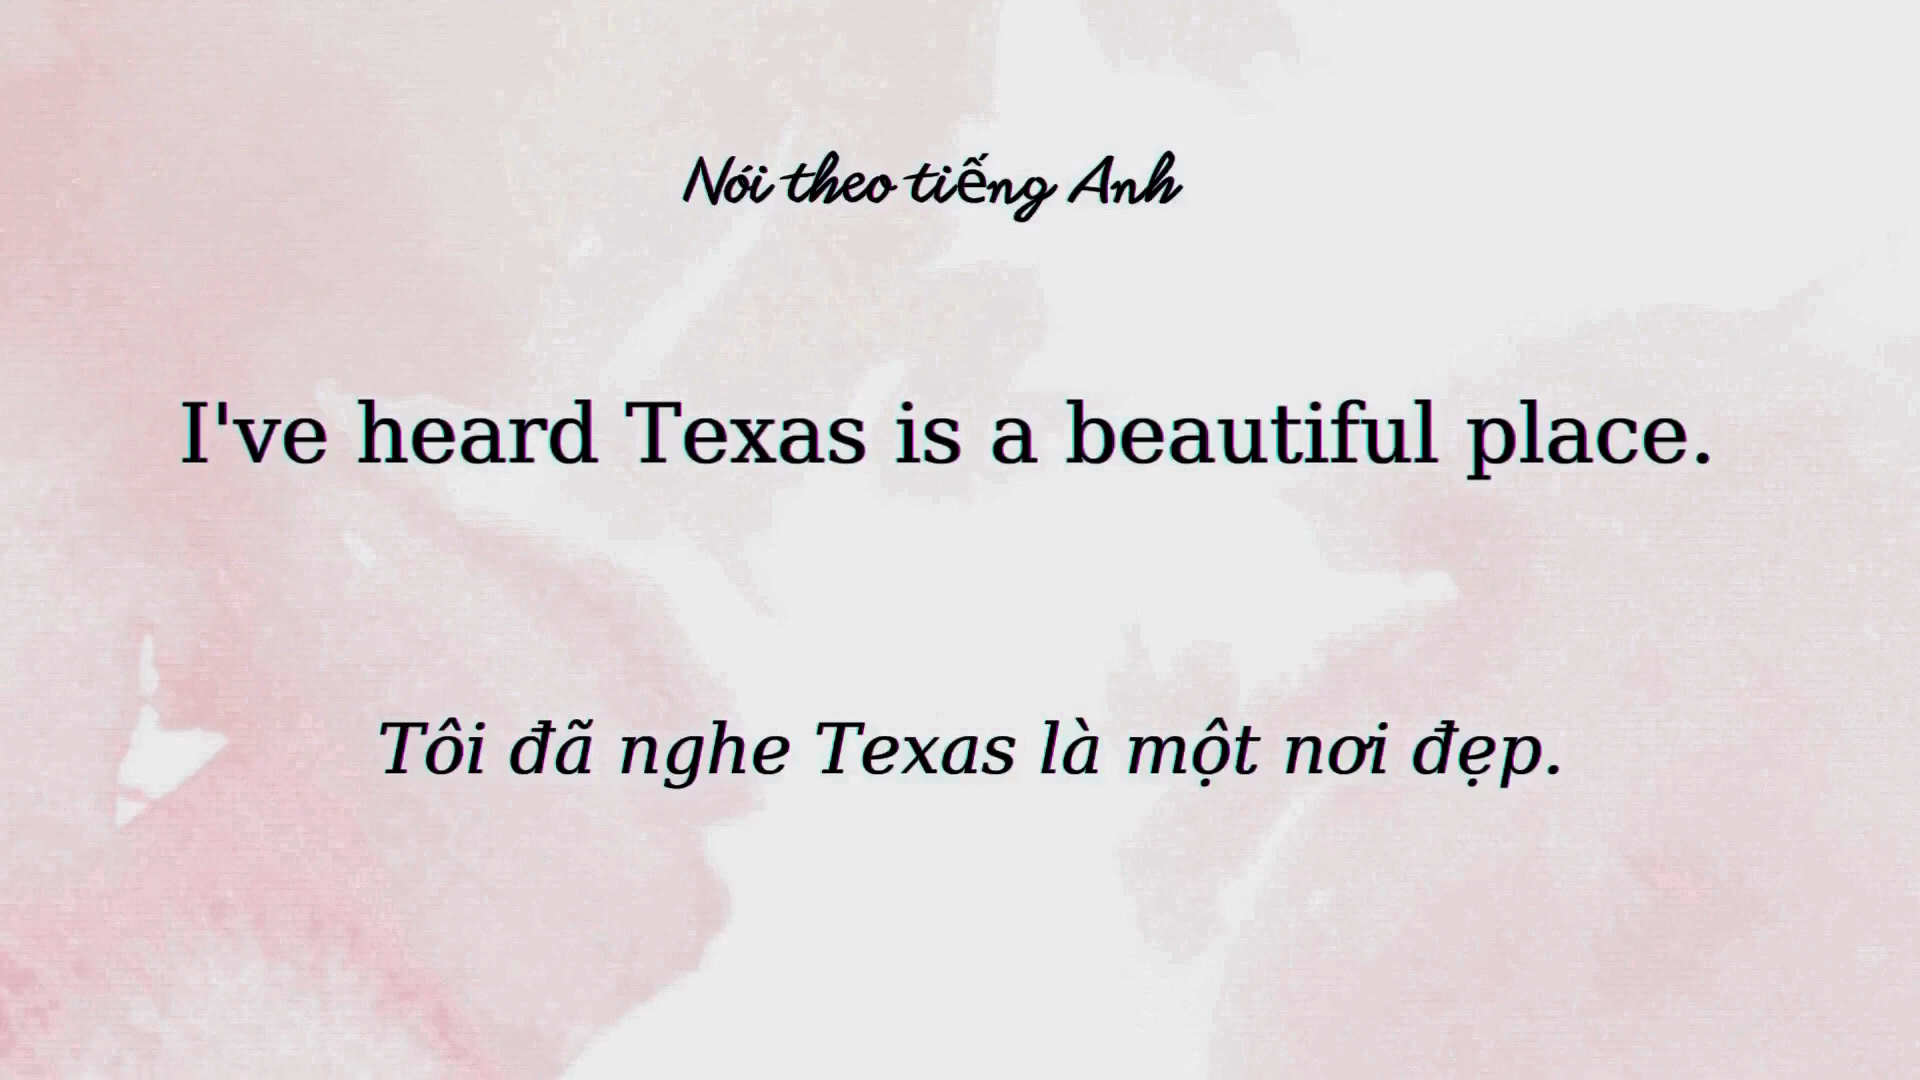 Nói theo tiếng Anh
I've heard Texas is a beautiful place.
Tôi đã nghe Texas là một nơi đẹp.